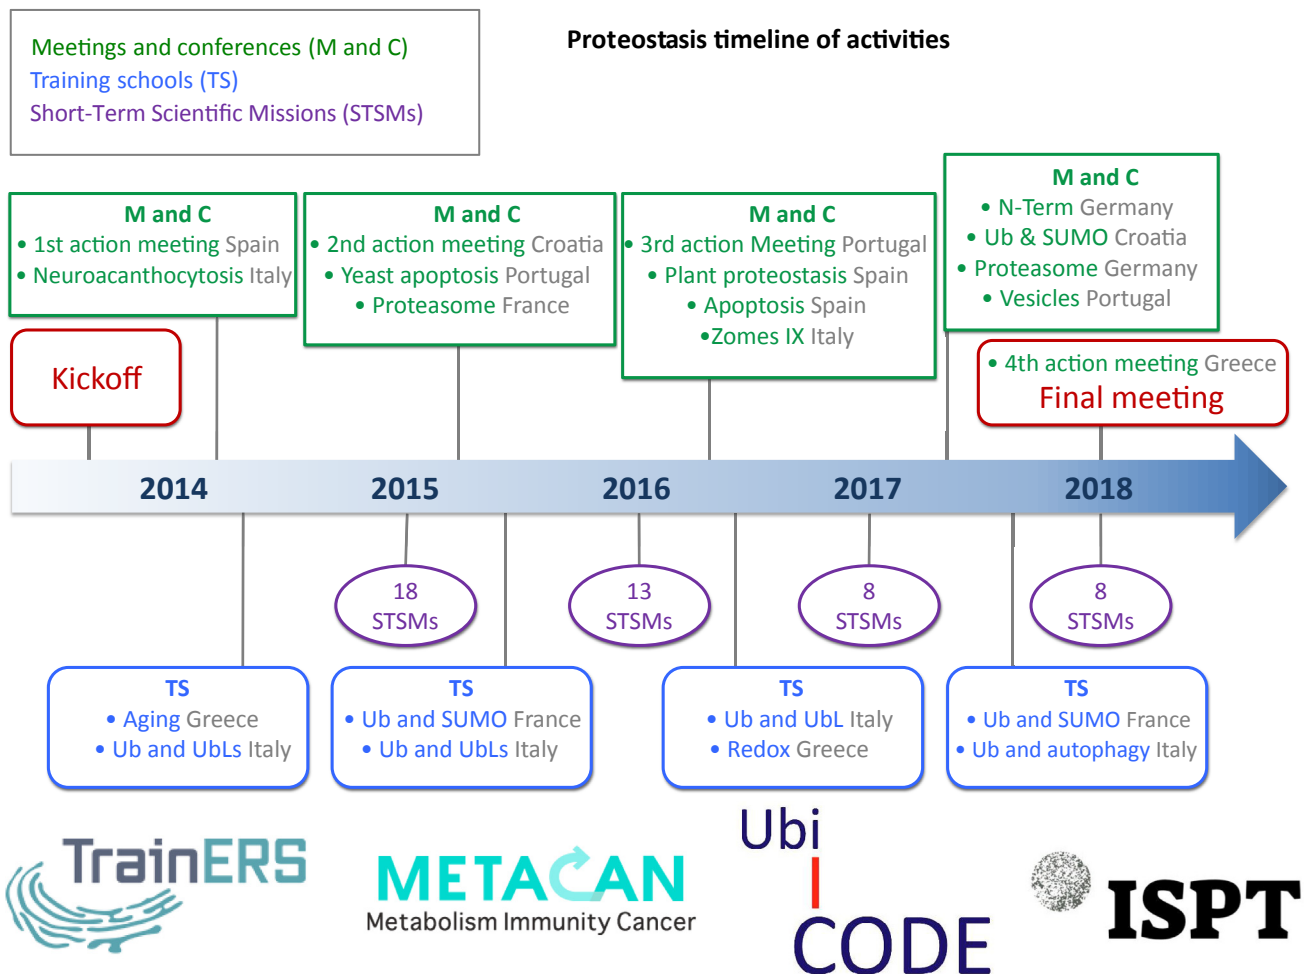 Meetings and conferences (M and C)
Training schools (TS)
Short-Term Scientific Missions (STSMs)
Proteostasis timeline of activities
M and C
• 1st action meeting Spain
• Neuroacanthocytosis Italy
M and C
• 2nd action meeting Croatia
• Yeast apoptosis Portugal
• Proteasome France
M and C
• 3rd action Meeting Portugal
• Plant proteostasis Spain
• Apoptosis Spain
•Zomes IX Italy
M and C
• N-Term Germany
• Ub & SUMO Croatia
• Proteasome Germany
• Vesicles Portugal
Kickoff
• 4th action meeting Greece
Final meeting
2014
2015
2016
2017
2018
18
STSMs
13
STSMs
8
STSMs
8
STSMs
TS
• Aging Greece
• Ub and UbLs Italy
TS
• Ub and SUMO France
• Ub and UbLs Italy
TS
• Ub and UbL Italy
• Redox Greece
TS
• Ub and SUMO France
• Ub and autophagy Italy
TrainERS
METACAN
Metabolism Immunity Cancer
Ubi
CODE
ISPT